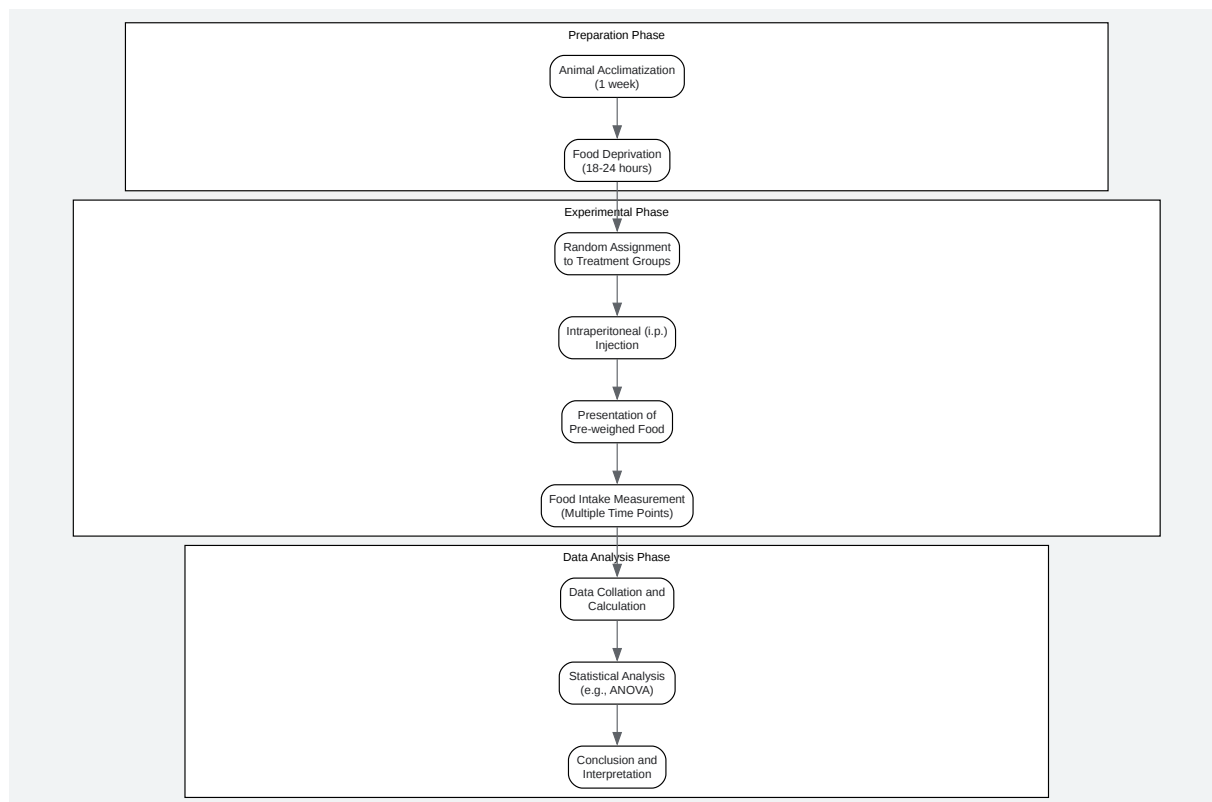 Preparation Phase
Animal Acclimatization
(1 week)
Food Deprivation
(18-24 hours)
Experimental Phase
Random Assignment
to Treatment Groups
Intraperitoneal (i.p.)
Injection
Presentation of
Pre-weighed Food
Food Intake Measurement
(Multiple Time Points)
Data Analysis Phase
Data Collation and
Calculation
Statistical Analysis
(e.g., ANOVA)
Conclusion and
Interpretation